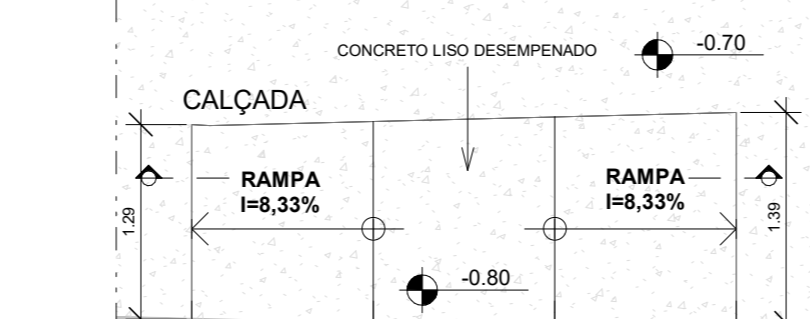 CONCRETO LISO DESEMPENADO
-0.70
CALÇADA
RAMPA
I=8,33%
RAMPA
I=8,33%
1.29
1.39
-0.80